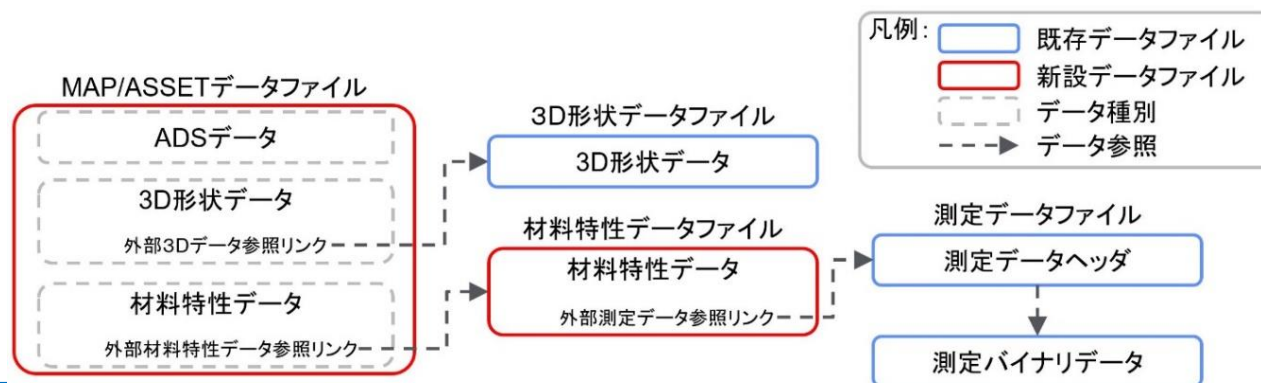 凡例:
既存データファイル
新設データファイル
データ種別
データ参照
MAP/ASSETデータファイル
ADSデータ
3D形状データ
外部3Dデータ参照リンク
材料特性データ
外部材料特性データ参照リンク
3D形状データファイル
3D形状データ
材料特性データファイル
材料特性データ
外部測定データ参照リンク
測定データファイル
測定データヘッダ
測定バイナリデータ